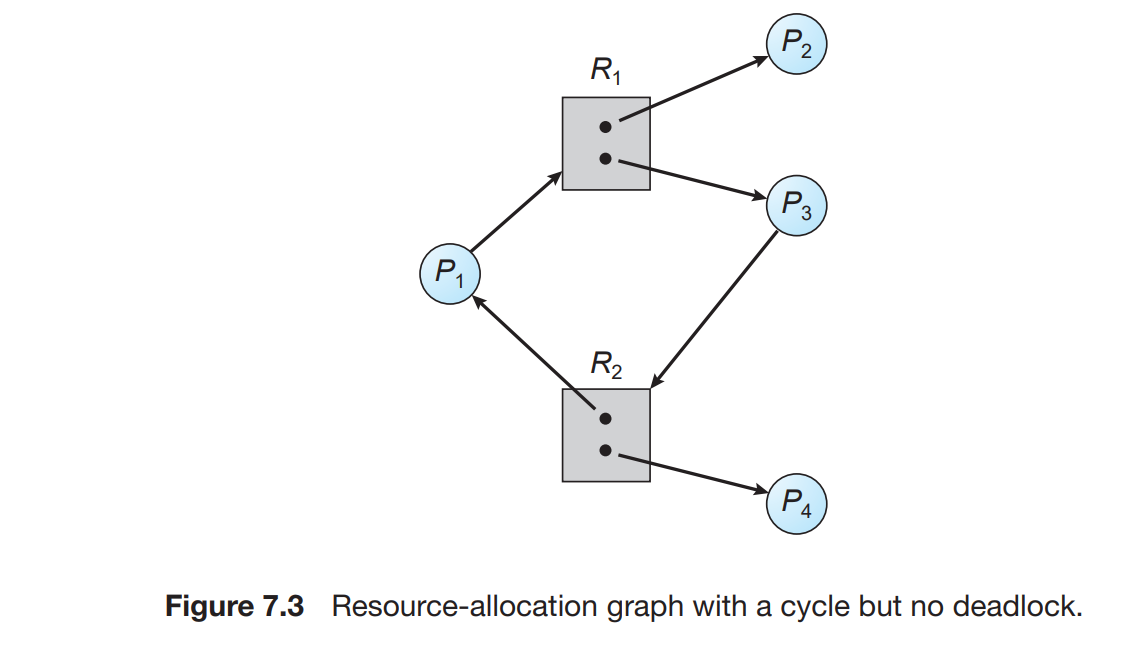 P2
R1
P3
P1
R2
P4
Figure 7.3 Resource-allocation graph with a cycle but no deadlock.